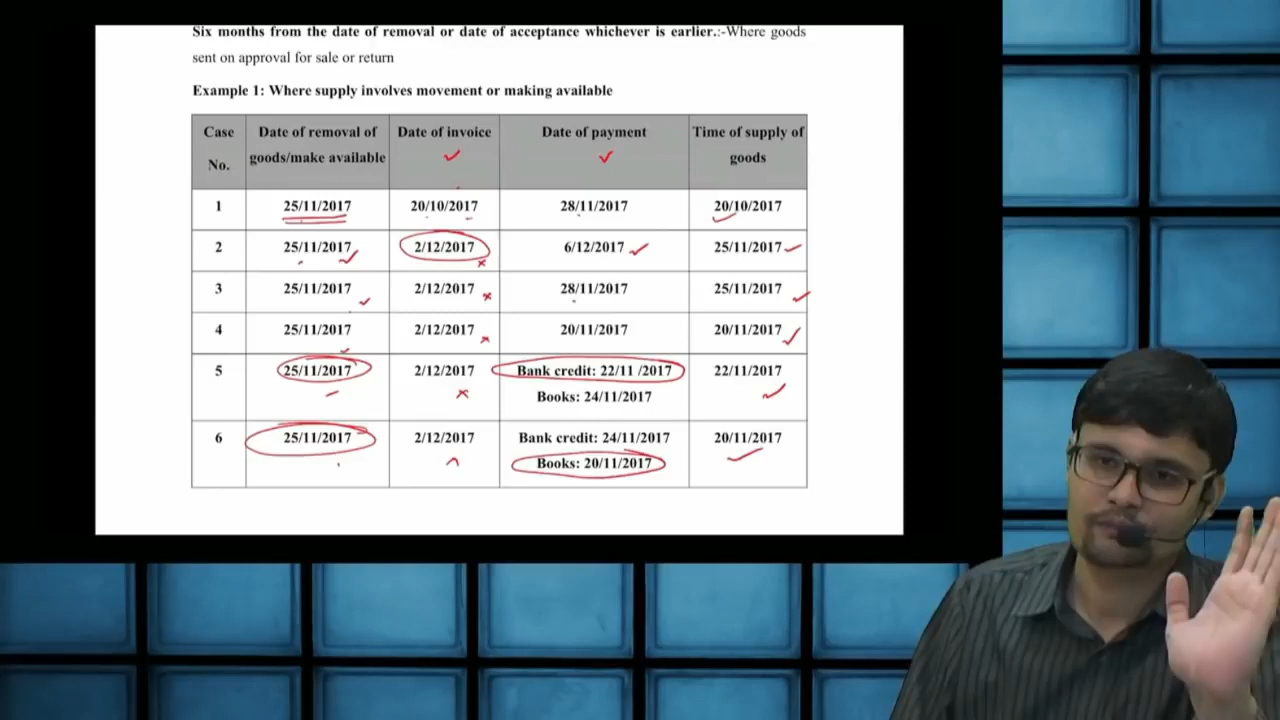 Six months from the date of removal or date of acceptance whichever is earlier.:-Where goods
sent on approval for sale or return
Example 1: Where supply involves movement or making available
Case No. Date of removal of goods/make available Date of invoice Date of payment Time of supply of goods
1 25/11/2017 20/10/2017 28/11/2017 20/10/2017
2 25/11/2017 2/12/2017 6/12/2017 25/11/2017
3 25/11/2017 2/12/2017 28/11/2017 25/11/2017
4 25/11/2017 2/12/2017 20/11/2017 20/11/2017
5 25/11/2017 2/12/2017 Bank credit: 22/11 /2017 22/11/2017
Books: 24/11/2017
6 25/11/2017 2/12/2017 Bank credit: 24/11/2017 20/11/2017
Books: 20/11/2017